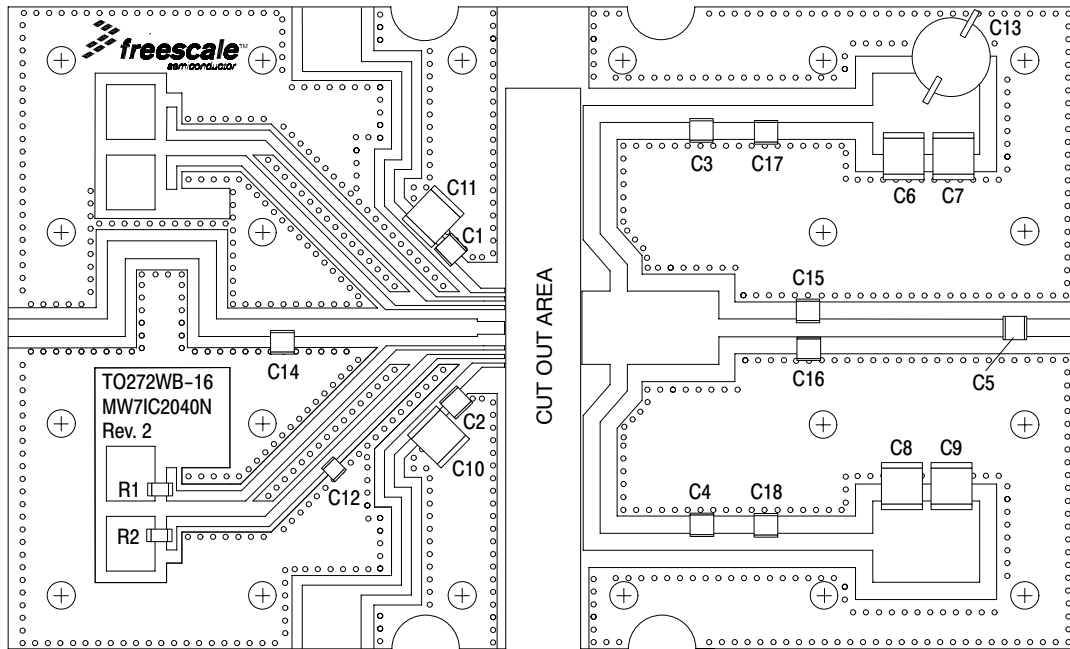 freescale™
semiconductor
C13
C3
C17
C6
C7
C11
C1
C15
C14
C16
C5
CUT OUT AREA
TO272WB-16
MW7IC2040N
Rev. 2
C2
C10
C8
C9
R1
C12
C4
C18
R2